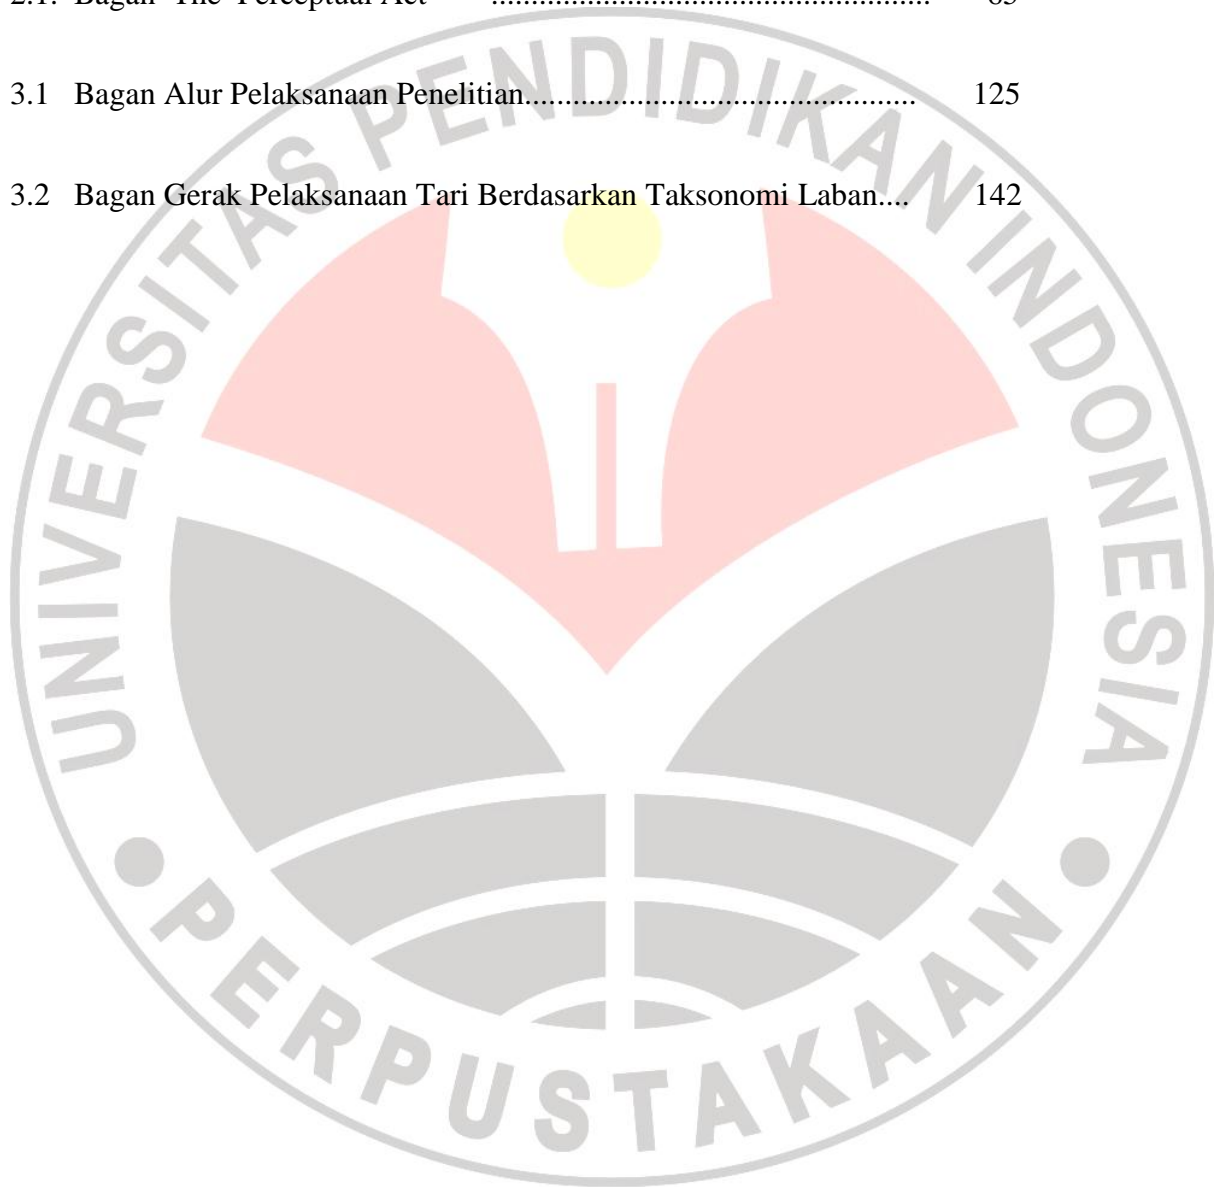 2.1. Bagan The Perceptual Act ......................................................
3.1 Bagan Alur Pelaksanaan Penelitian................................................. 125
3.2 Bagan Gerak Pelaksanaan Tari Berdasarkan Taksonomi Laban.... 142
UNIVERSITAS PENDIDIKAN INDONESIA
PERPUSTAKAAN